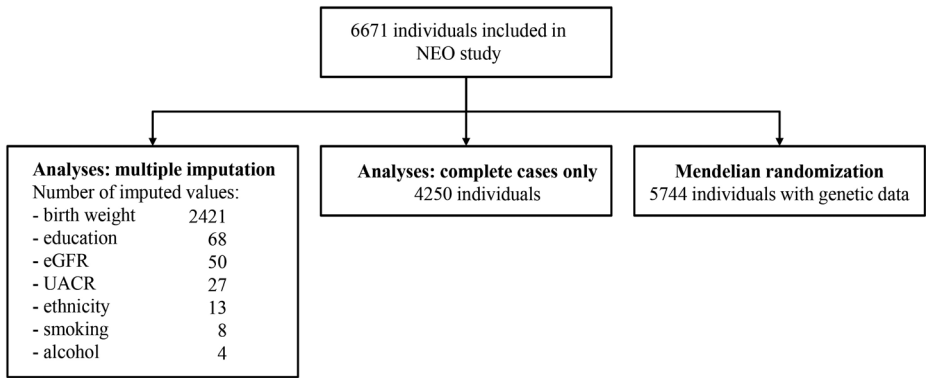 6671 individuals included in
NEO study
Analyses: multiple imputation
Number of imputed values:
- birth weight 2421
- education 68
- eGFR 50
- UACR 27
- ethnicity 13
- smoking 8
- alcohol 4
Analyses: complete cases only
4250 individuals
Mendelian randomization
5744 individuals with genetic data